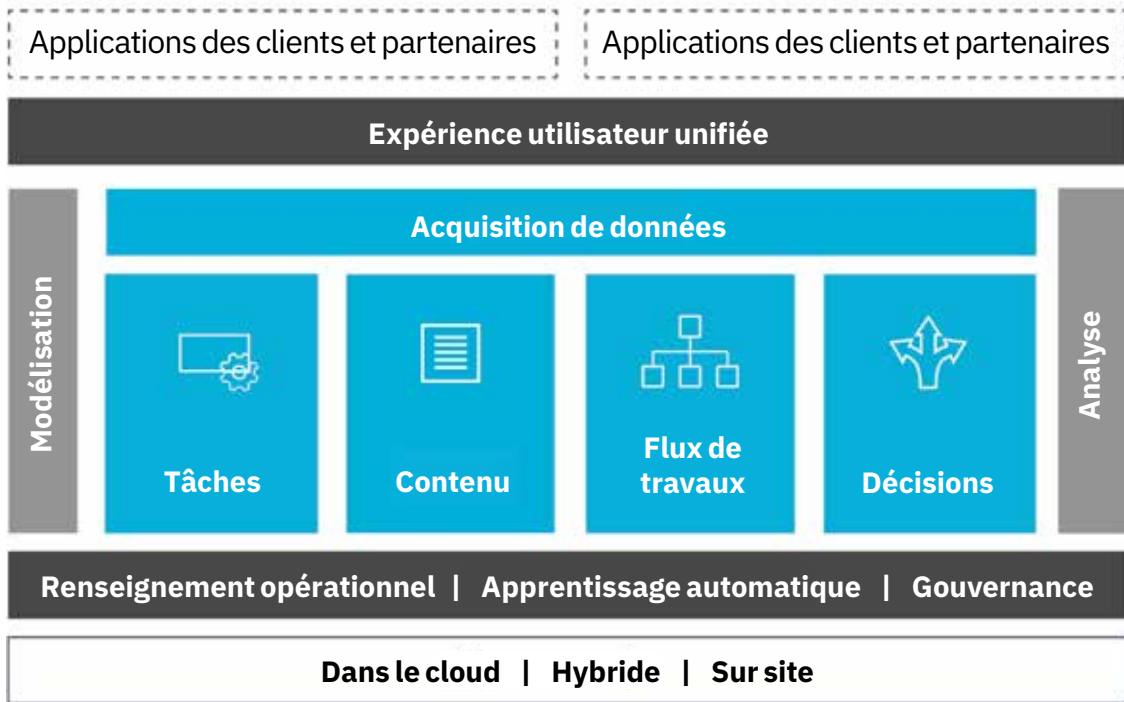 Applications des clients et partenaires
Applications des clients et partenaires
Expérience utilisateur unifiée
Modélisation
Acquisition de données
Tâches
Contenu
Flux de
travaux
Décisions
Analyse
Renseignement opérationnel | Apprentissage automatique | Gouvernance
Dans le cloud | Hybride | Sur site